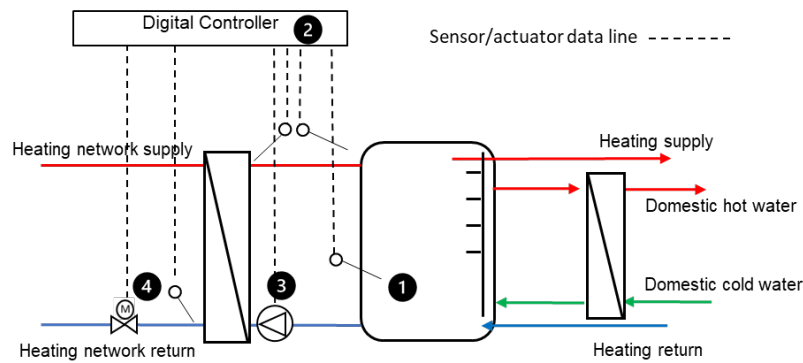 Digital Controller
2
Sensor/actuator data line
Heating network supply
Heating supply
Domestic hot water
1
4
3
M
Domestic cold water
Heating network return
Heating return